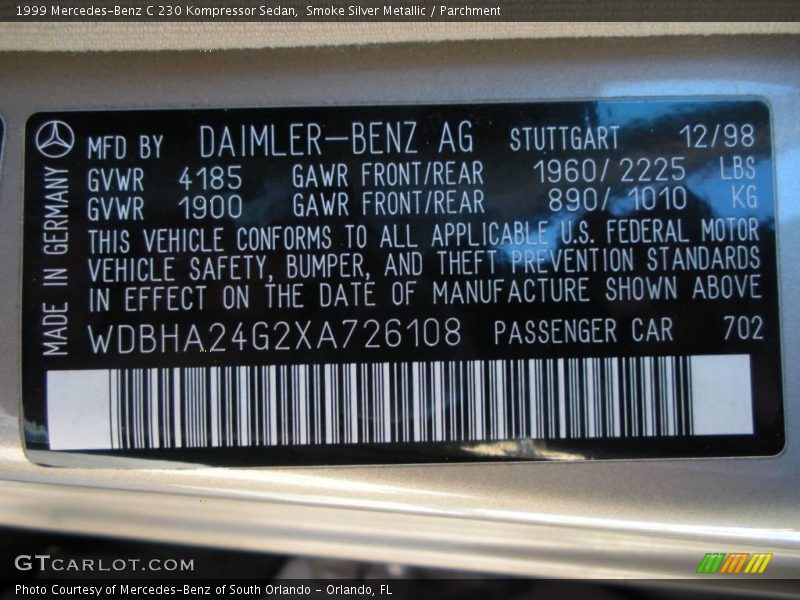 1999 Mercedes-Benz C 230 Kompressor Sedan,  Smoke Silver Metallic / Parchment
MFD BY DAIMLER-BENZ AG STUTTGART 12/98
GVWR 4185 GAWR FRONT/REAR 1960/ 2225 LBS
GVWR 1900 GAWR FRONT/REAR 890/ 1010 KG
THIS VEHICLE CONFORMS TO ALL APPLICABLE U.S. FEDERAL MOTOR
VEHICLE SAFETY, BUMPER, AND THEFT PREVENTION STANDARDS
IN EFFECT ON THE DATE OF MANUFACTURE SHOWN ABOVE
WDBHA24G2XA726108 PASSENGER CAR 702
MADE IN GERMANY
GTCARLOT.COM
Photo Courtesy of Mercedes-Benz of South Orlando - Orlando, FL